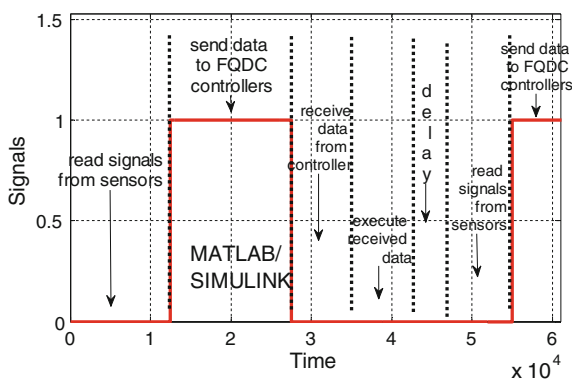 1.5
1
0.5
0
Signals
send data
to FQDC
controllers
read signals
from sensors
MATLAB/
SIMULINK
receive
data
from
controller
execute
received
data
delay
read
signals
from
sensors
send data
to FQDC
controllers
0 1 2 3 4 5 6
Time
x 10^4